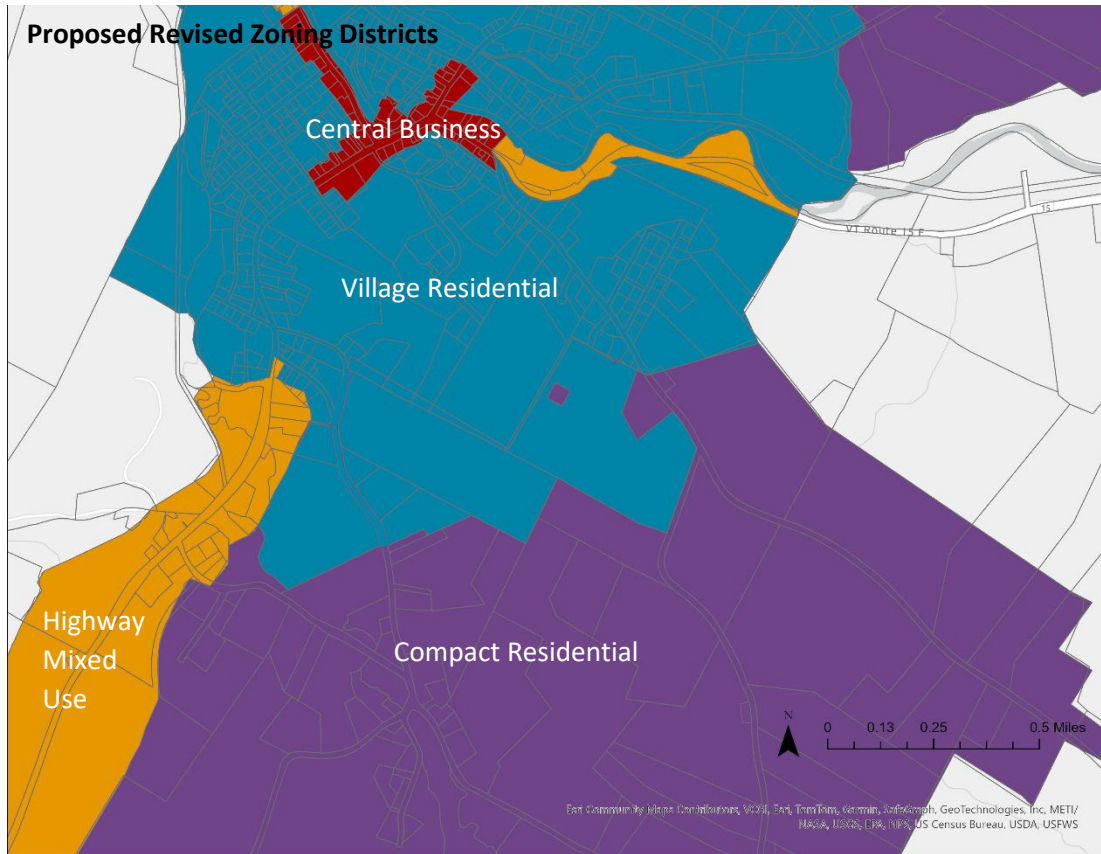 Proposed Revised Zoning Districts
Central Business
VT Route 15 E
15
Village Residential
Highway
Mixed
Use
Compact Residential
N
0 0.13 0.25 0.5 Miles
Esri Community Maps Contributors, VCGI, Esri, TomTom, Garmin, SafeGraph, GeoTechnologies, Inc, METI/
NASA, USGS, EPA, NPS, US Census Bureau, USDA, USFWS